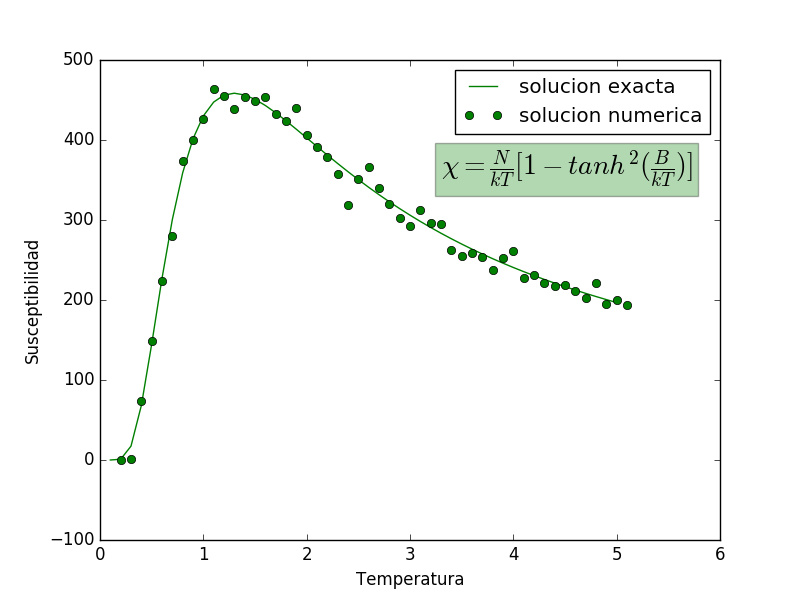 500
400
300
200
100
0
−100
0 1 2 3 4 5 6
Susceptibilidad
Temperatura
solucion exacta
solucion numerica
χ = N/kT [1 − tanh²(B/kT)]